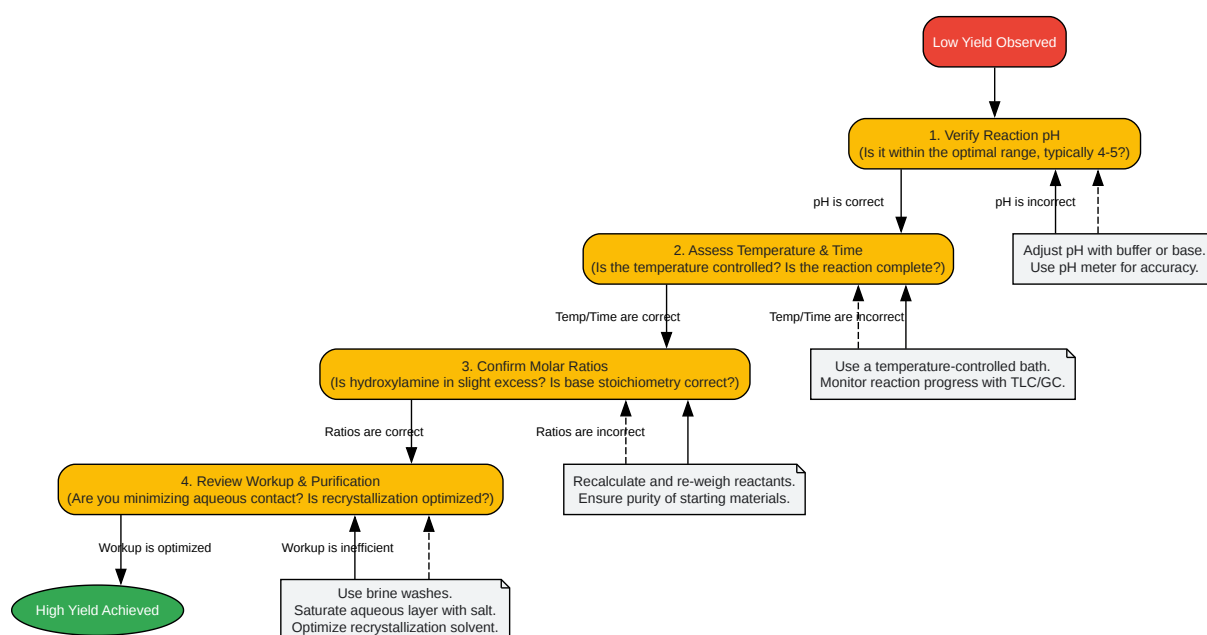 Low Yield Observed
1. Verify Reaction pH
(Is it within the optimal range, typically 4-5?)
pH is correct
pH is incorrect
2. Assess Temperature & Time
(Is the temperature controlled? Is the reaction complete?)
Adjust pH with buffer or base.
Use pH meter for accuracy.
Temp/Time are correct
Temp/Time are incorrect
3. Confirm Molar Ratios
(Is hydroxylamine in slight excess? Is base stoichiometry correct?)
Use a temperature-controlled bath.
Monitor reaction progress with TLC/GC.
Ratios are correct
Ratios are incorrect
4. Review Workup & Purification
(Are you minimizing aqueous contact? Is recrystallization optimized?)
Recalculate and re-weigh reactants.
Ensure purity of starting materials.
Workup is optimized
Workup is inefficient
High Yield Achieved
Use brine washes.
Saturate aqueous layer with salt.
Optimize recrystallization solvent.